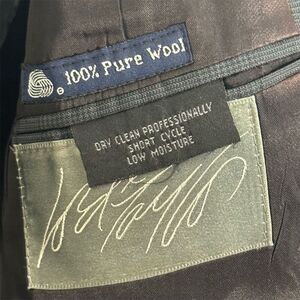 100% Pure Wool
DRY CLEAN PROFESSIONALLY
SHORT CYCLE
LOW MOISTURE